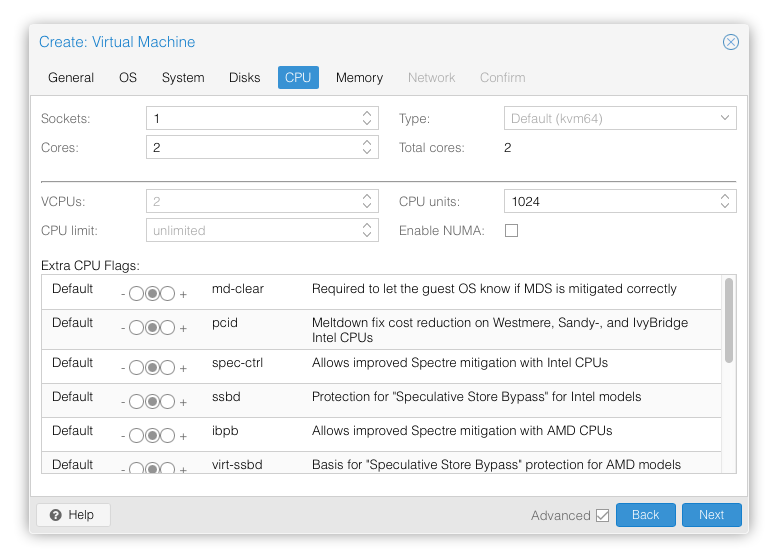 Create: Virtual Machine
General OS System Disks CPU Memory Network Confirm
Sockets: 1 Type: Default (kvm64)
Cores: 2 Total cores: 2
VCPUs: 2 CPU units: 1024
CPU limit: unlimited Enable NUMA:
Extra CPU Flags:
Default - + md-clear Required to let the guest OS know if MDS is mitigated correctly
Default - + pcid Meltdown fix cost reduction on Westmere, Sandy-, and IvyBridge
Intel CPUs
Default - + spec-ctrl Allows improved Spectre mitigation with Intel CPUs
Default - + ssbd Protection for "Speculative Store Bypass" for Intel models
Default - + ibpb Allows improved Spectre mitigation with AMD CPUs
Default - + virt-ssbd Basis for "Speculative Store Bypass" protection for AMD models
Help Advanced Back Next